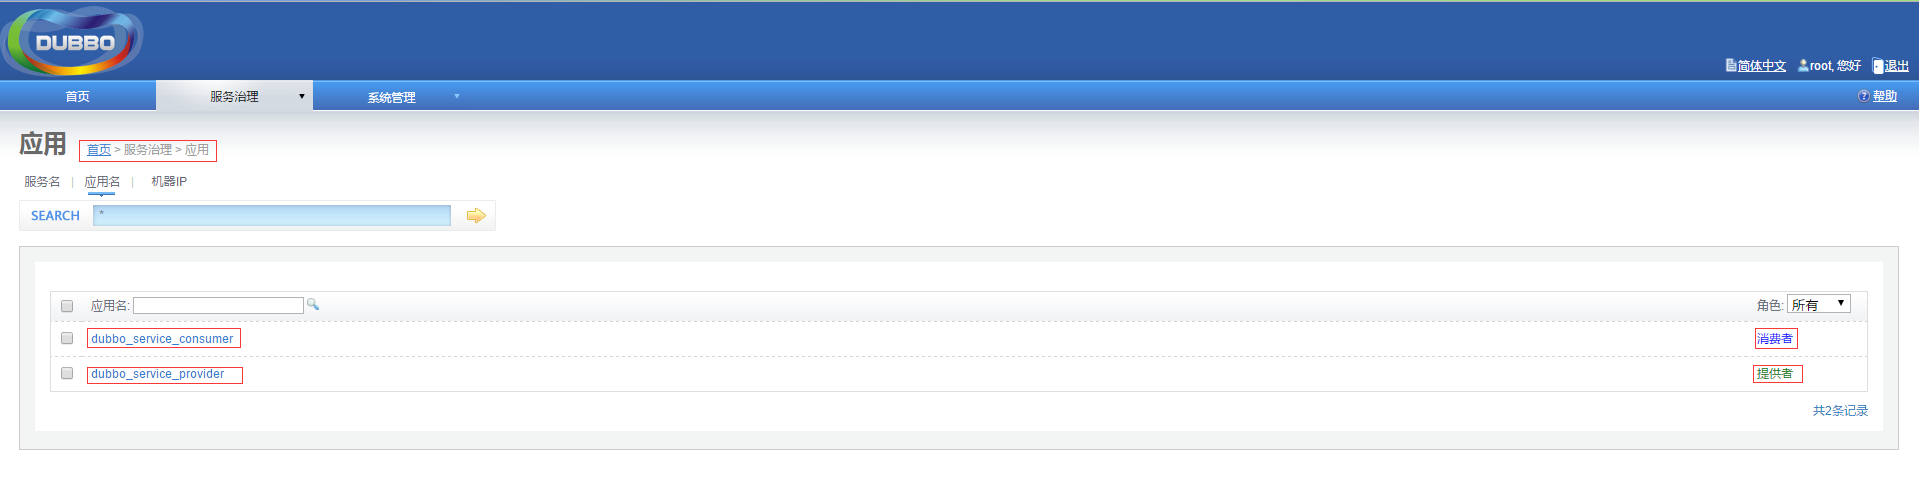 DUBBO
简体中文 root, 您好 退出
首页 服务治理 系统管理 帮助
应用 首页 > 服务治理 > 应用
服务名 | 应用名 | 机器IP
SEARCH *
应用名: 角色: 所有
dubbo_service_consumer 消费者
dubbo_service_provider 提供者
共2条记录